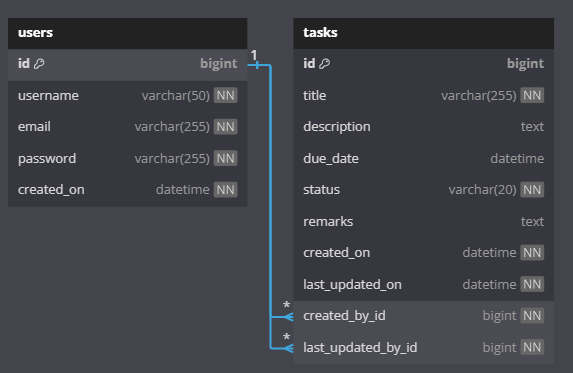 users
id bigint
username varchar(50) NN
email varchar(255) NN
password varchar(255) NN
created_on datetime NN
1
tasks
id bigint
title varchar(255) NN
description text
due_date datetime
status varchar(20) NN
remarks text
created_on datetime NN
last_updated_on datetime NN
* created_by_id bigint NN
* last_updated_by_id bigint NN